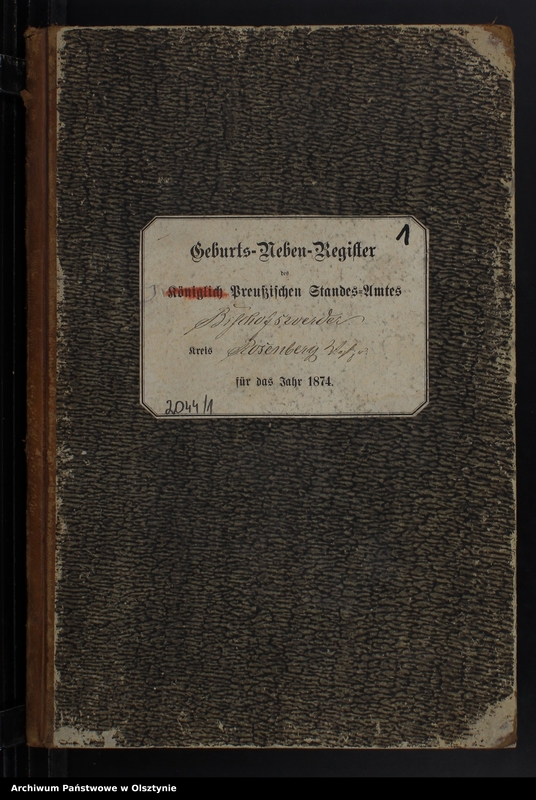 1
Geburts-Neben-Register
des
Königlich Preußischen Standes-Amtes
Bischofswerder
Kreis Rosenberg W./Pr.
für das Jahr 1874.
2044/1
Archiwum Państwowe w Olsztynie